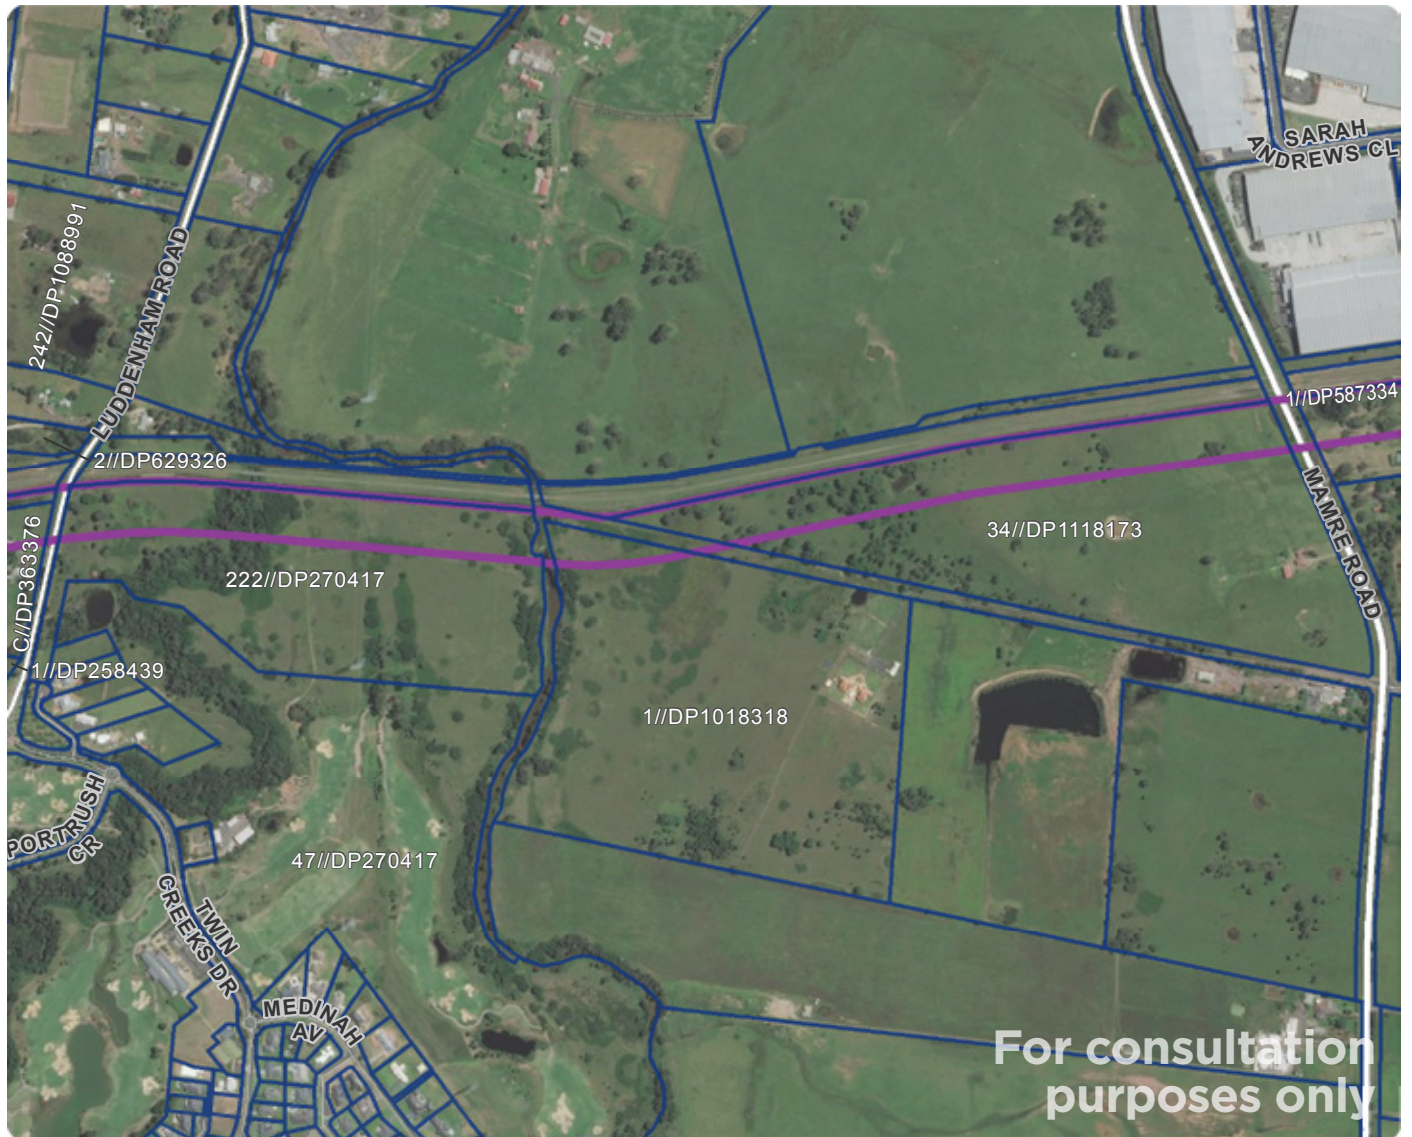 SARAH
ANDREWS CL
242//DP1088991
LUDDENHAM ROAD
1//DP587334
2//DP629326
MAMRE ROAD
34//DP1118173
C//DP363376
222//DP270417
1//DP258439
1//DP1018318
PORTRUSH
CR
47//DP270417
TWIN
CREEKS DR
MEDINAH
AV
For consultation
purposes only